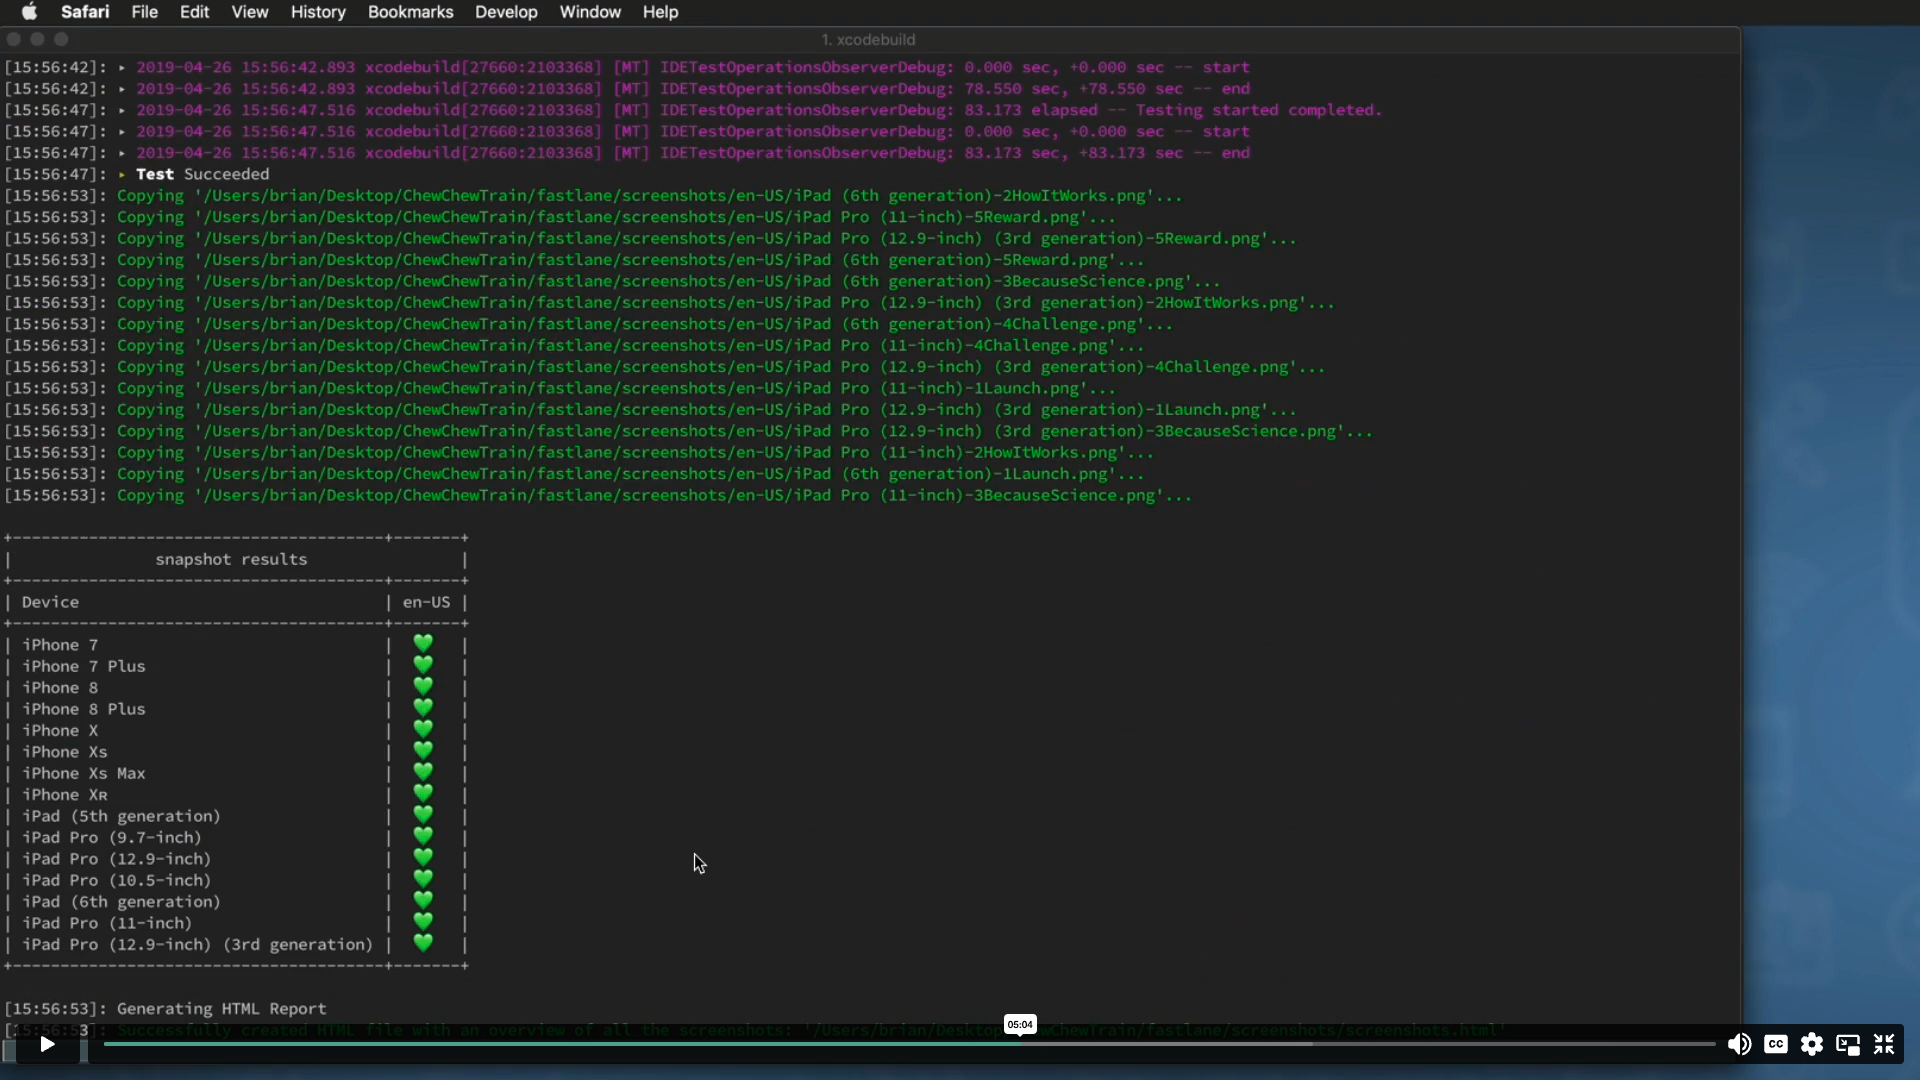 Safari File Edit View History Bookmarks Develop Window Help
1. xcodebuild
[15:56:42]: ▸ 2019-04-26 15:56:42.893 xcodebuild[27660:2103368] [MT] IDETestOperationsObserverDebug: 0.000 sec, +0.000 sec -- start
[15:56:42]: ▸ 2019-04-26 15:56:42.893 xcodebuild[27660:2103368] [MT] IDETestOperationsObserverDebug: 78.550 sec, +78.550 sec -- end
[15:56:47]: ▸ 2019-04-26 15:56:47.516 xcodebuild[27660:2103368] [MT] IDETestOperationsObserverDebug: 83.173 elapsed -- Testing started completed.
[15:56:47]: ▸ 2019-04-26 15:56:47.516 xcodebuild[27660:2103368] [MT] IDETestOperationsObserverDebug: 0.000 sec, +0.000 sec -- start
[15:56:47]: ▸ 2019-04-26 15:56:47.516 xcodebuild[27660:2103368] [MT] IDETestOperationsObserverDebug: 83.173 sec, +83.173 sec -- end
[15:56:47]: ▸ Test Succeeded
[15:56:53]: Copying '/Users/brian/Desktop/ChewChewTrain/fastlane/screenshots/en-US/iPad (6th generation)-2HowItWorks.png'...
[15:56:53]: Copying '/Users/brian/Desktop/ChewChewTrain/fastlane/screenshots/en-US/iPad Pro (11-inch)-5Reward.png'...
[15:56:53]: Copying '/Users/brian/Desktop/ChewChewTrain/fastlane/screenshots/en-US/iPad Pro (12.9-inch) (3rd generation)-5Reward.png'...
[15:56:53]: Copying '/Users/brian/Desktop/ChewChewTrain/fastlane/screenshots/en-US/iPad (6th generation)-5Reward.png'...
[15:56:53]: Copying '/Users/brian/Desktop/ChewChewTrain/fastlane/screenshots/en-US/iPad (6th generation)-3BecauseScience.png'...
[15:56:53]: Copying '/Users/brian/Desktop/ChewChewTrain/fastlane/screenshots/en-US/iPad Pro (12.9-inch) (3rd generation)-2HowItWorks.png'...
[15:56:53]: Copying '/Users/brian/Desktop/ChewChewTrain/fastlane/screenshots/en-US/iPad (6th generation)-4Challenge.png'...
[15:56:53]: Copying '/Users/brian/Desktop/ChewChewTrain/fastlane/screenshots/en-US/iPad Pro (11-inch)-4Challenge.png'...
[15:56:53]: Copying '/Users/brian/Desktop/ChewChewTrain/fastlane/screenshots/en-US/iPad Pro (12.9-inch) (3rd generation)-4Challenge.png'...
[15:56:53]: Copying '/Users/brian/Desktop/ChewChewTrain/fastlane/screenshots/en-US/iPad Pro (11-inch)-1Launch.png'...
[15:56:53]: Copying '/Users/brian/Desktop/ChewChewTrain/fastlane/screenshots/en-US/iPad Pro (12.9-inch) (3rd generation)-1Launch.png'...
[15:56:53]: Copying '/Users/brian/Desktop/ChewChewTrain/fastlane/screenshots/en-US/iPad Pro (12.9-inch) (3rd generation)-3BecauseScience.png'...
[15:56:53]: Copying '/Users/brian/Desktop/ChewChewTrain/fastlane/screenshots/en-US/iPad Pro (11-inch)-2HowItWorks.png'...
[15:56:53]: Copying '/Users/brian/Desktop/ChewChewTrain/fastlane/screenshots/en-US/iPad (6th generation)-1Launch.png'...
[15:56:53]: Copying '/Users/brian/Desktop/ChewChewTrain/fastlane/screenshots/en-US/iPad Pro (11-inch)-3BecauseScience.png'...
snapshot results
| Device | en-US |
| iPhone 7 | 💚 |
| iPhone 7 Plus | 💚 |
| iPhone 8 | 💚 |
| iPhone 8 Plus | 💚 |
| iPhone X | 💚 |
| iPhone Xs | 💚 |
| iPhone Xs Max | 💚 |
| iPhone Xʀ | 💚 |
| iPad (5th generation) | 💚 |
| iPad Pro (9.7-inch) | 💚 |
| iPad Pro (12.9-inch) | 💚 |
| iPad Pro (10.5-inch) | 💚 |
| iPad (6th generation) | 💚 |
| iPad Pro (11-inch) | 💚 |
| iPad Pro (12.9-inch) (3rd generation) | 💚 |
[15:56:53]: Generating HTML Report
[15:56:53]: Successfully created HTML file with an overview of all the screenshots: '/Users/brian/Desktop/ChewChewTrain/fastlane/screenshots/screenshots.html'
05:04
CC